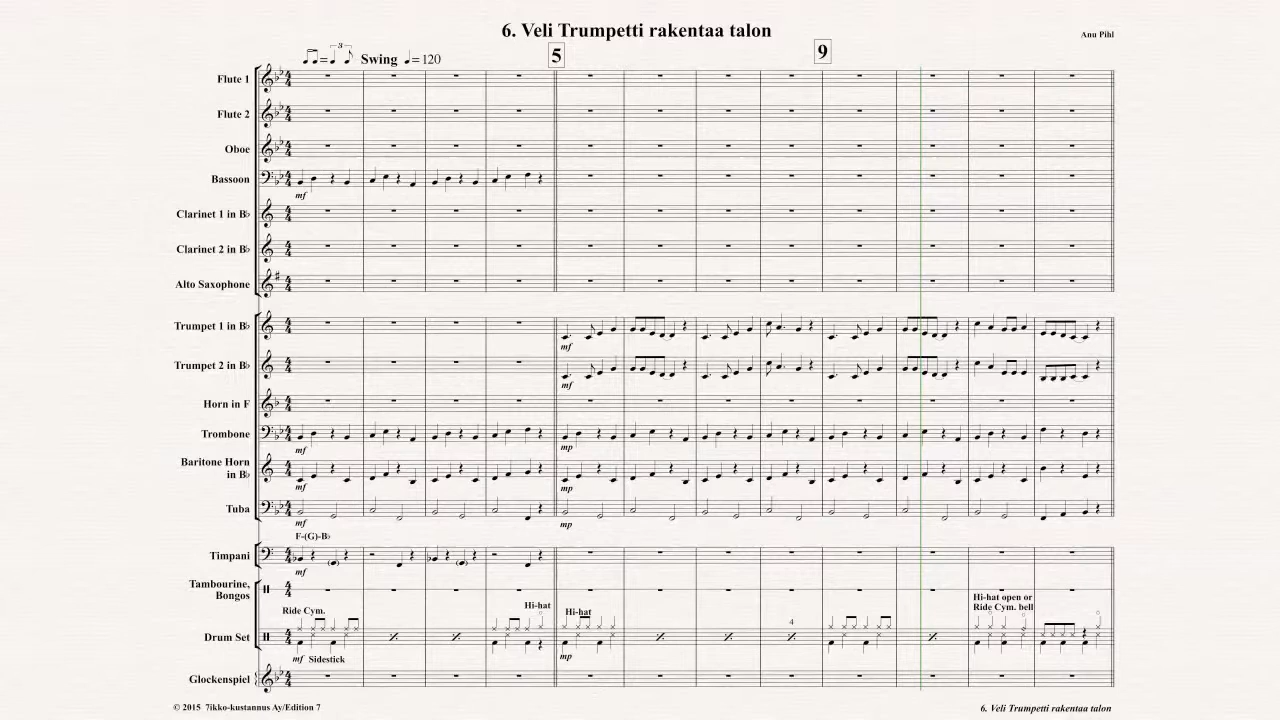 6. Veli Trumpetti rakentaa talon
Anu Pihl
3
Swing ♩=120
5
9
Flute 1
Flute 2
Oboe
Bassoon
mf
Clarinet 1 in B♭
Clarinet 2 in B♭
Alto Saxophone
Trumpet 1 in B♭
mf
Trumpet 2 in B♭
mf
Horn in F
Trombone
mf
mp
Baritone Horn
in B♭
mf
mp
Tuba
mf
mp
F-(G)-B♭
Timpani
mf
Tambourine,
Bongos
Ride Cym.
Hi-hat
Hi-hat
Hi-hat open or
Ride Cym. bell
4
Drum Set
mf Sidestick
mp
Glockenspiel
© 2015 7ikko-kustannus Ay/Edition 7
6. Veli Trumpetti rakentaa talon